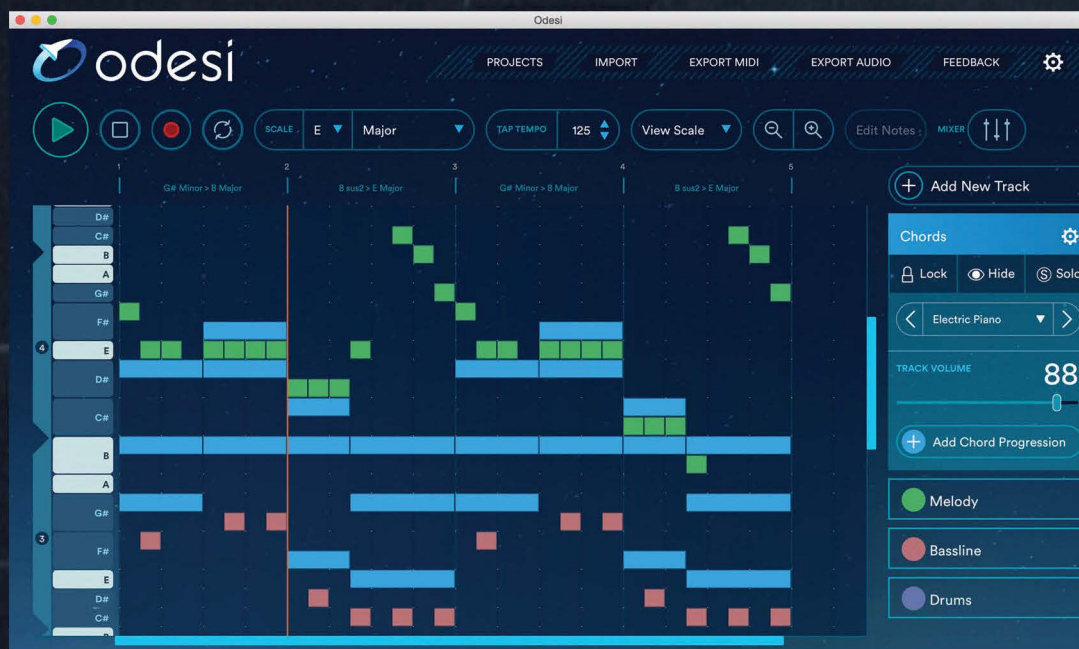 Odesi
odesi
PROJECTS IMPORT EXPORT MIDI EXPORT AUDIO FEEDBACK
SCALE E Major TAP TEMPO 125 View Scale Edit Notes MIXER
1 2 3 4 5
G# Minor > B Major B sus2 > E Major G# Minor > B Major B sus2 > E Major
Add New Track
Chords
Lock Hide S Solo
Electric Piano
TRACK VOLUME 88
Add Chord Progression
Melody
Bassline
Drums
D#
C#
B
A
G#
F#
4 E
D#
C#
B
A
G#
3 F#
E
D#
C#